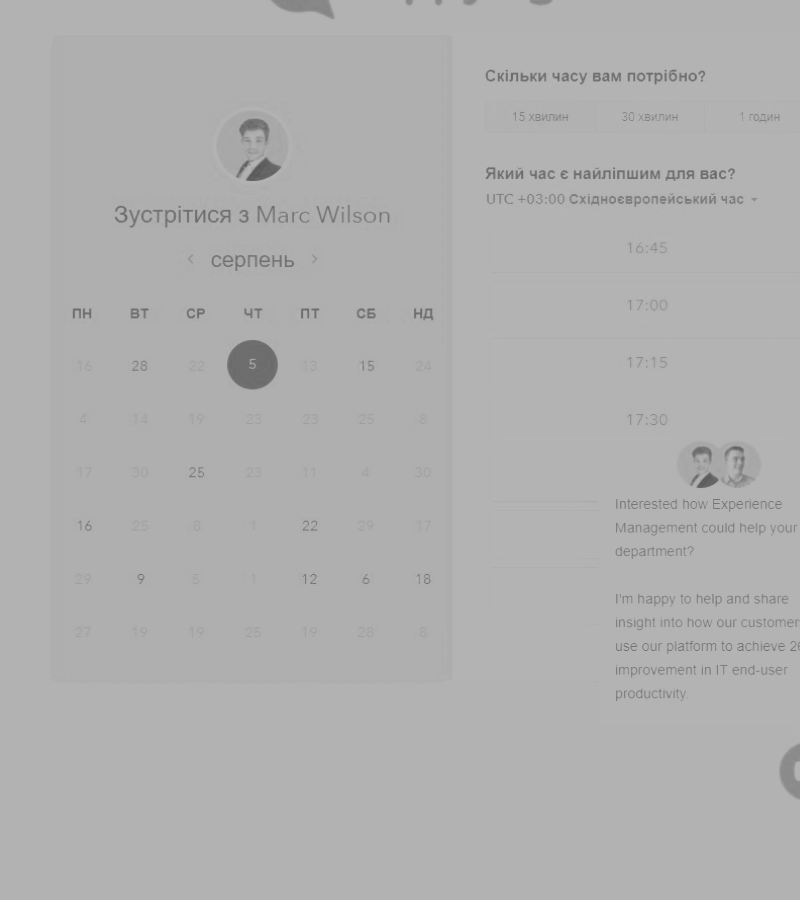 Зустрітися з Marc Wilson
серпень
ПН ВТ СР ЧТ ПТ СБ НД
16 28 22 5 13 15 24
4 14 19 23 23 25 8
17 30 25 23 11 4 30
16 25 8 1 22 29 17
29 9 5 1 12 6 18
27 19 19 25 19 28 8
Скільки часу вам потрібно?
15 хвилин 30 хвилин 1 годин
Який час є найліпшим для вас?
UTC +03:00 Східноєвропейський час
16:45
17:00
17:15
17:30
Interested how Experience
Management could help your
department?
I'm happy to help and share
insight into how our customer
use our platform to achieve
improvement in IT end-user
productivity.